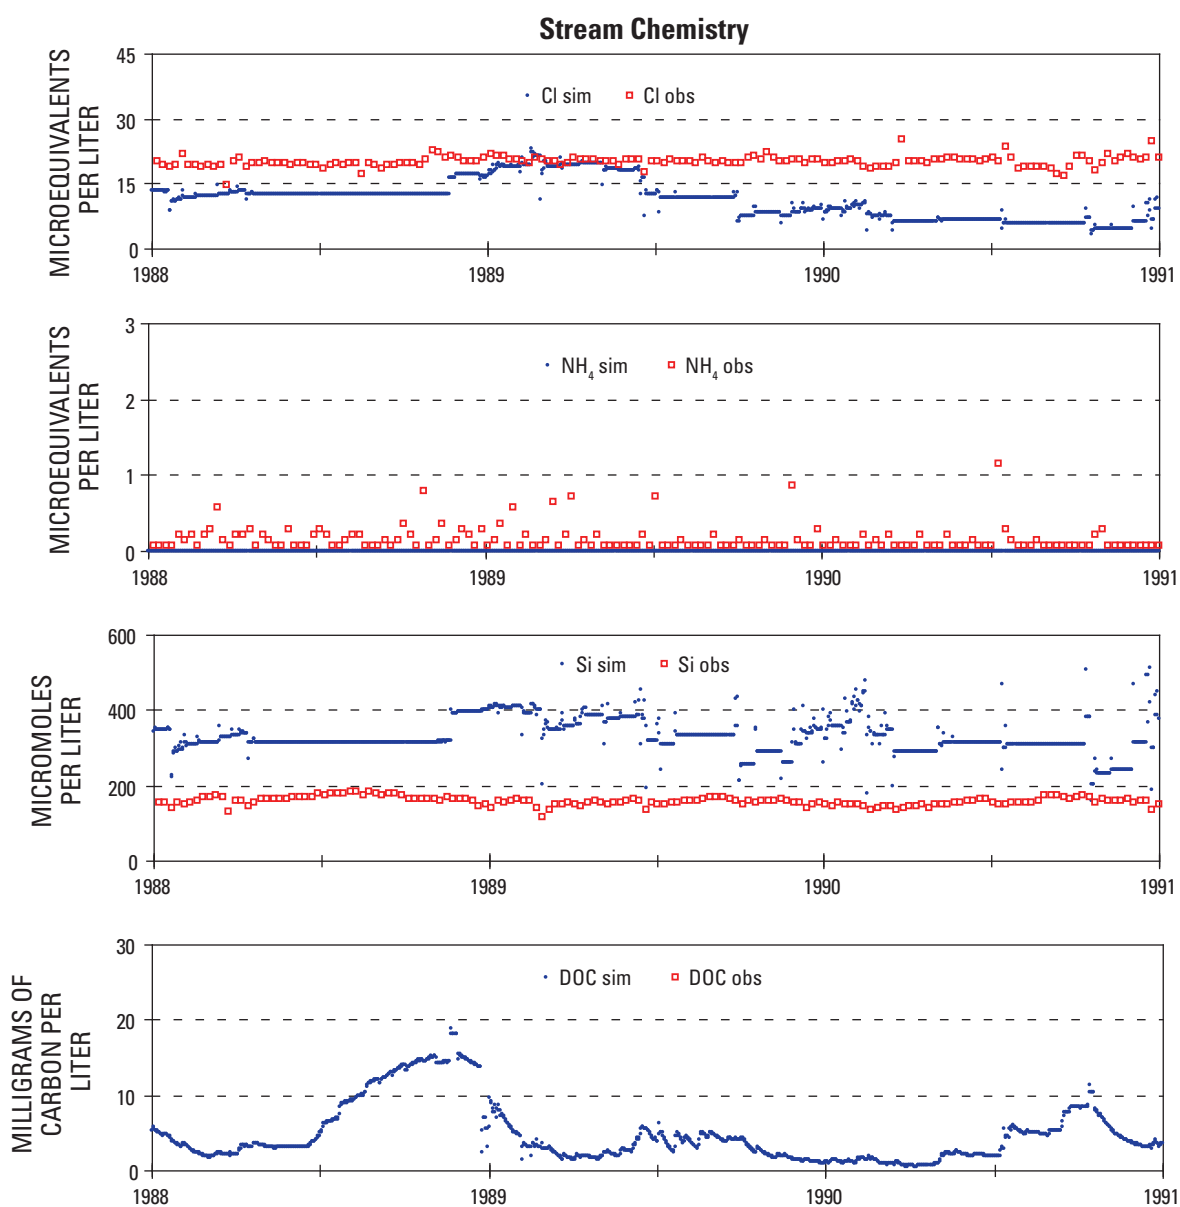 Stream Chemistry
MICROEQUIVALENTS
PER LITER
45
30
15
0
Cl sim
Cl obs
1988
1989
1990
1991
MICROEQUIVALENTS
PER LITER
3
2
1
0
NH₄ sim
NH₄ obs
1988
1989
1990
1991
MICROMOLES
PER LITER
600
400
200
0
Si sim
Si obs
1988
1989
1990
1991
MILLIGRAMS OF
CARBON PER
LITER
30
20
10
0
DOC sim
DOC obs
1988
1989
1990
1991